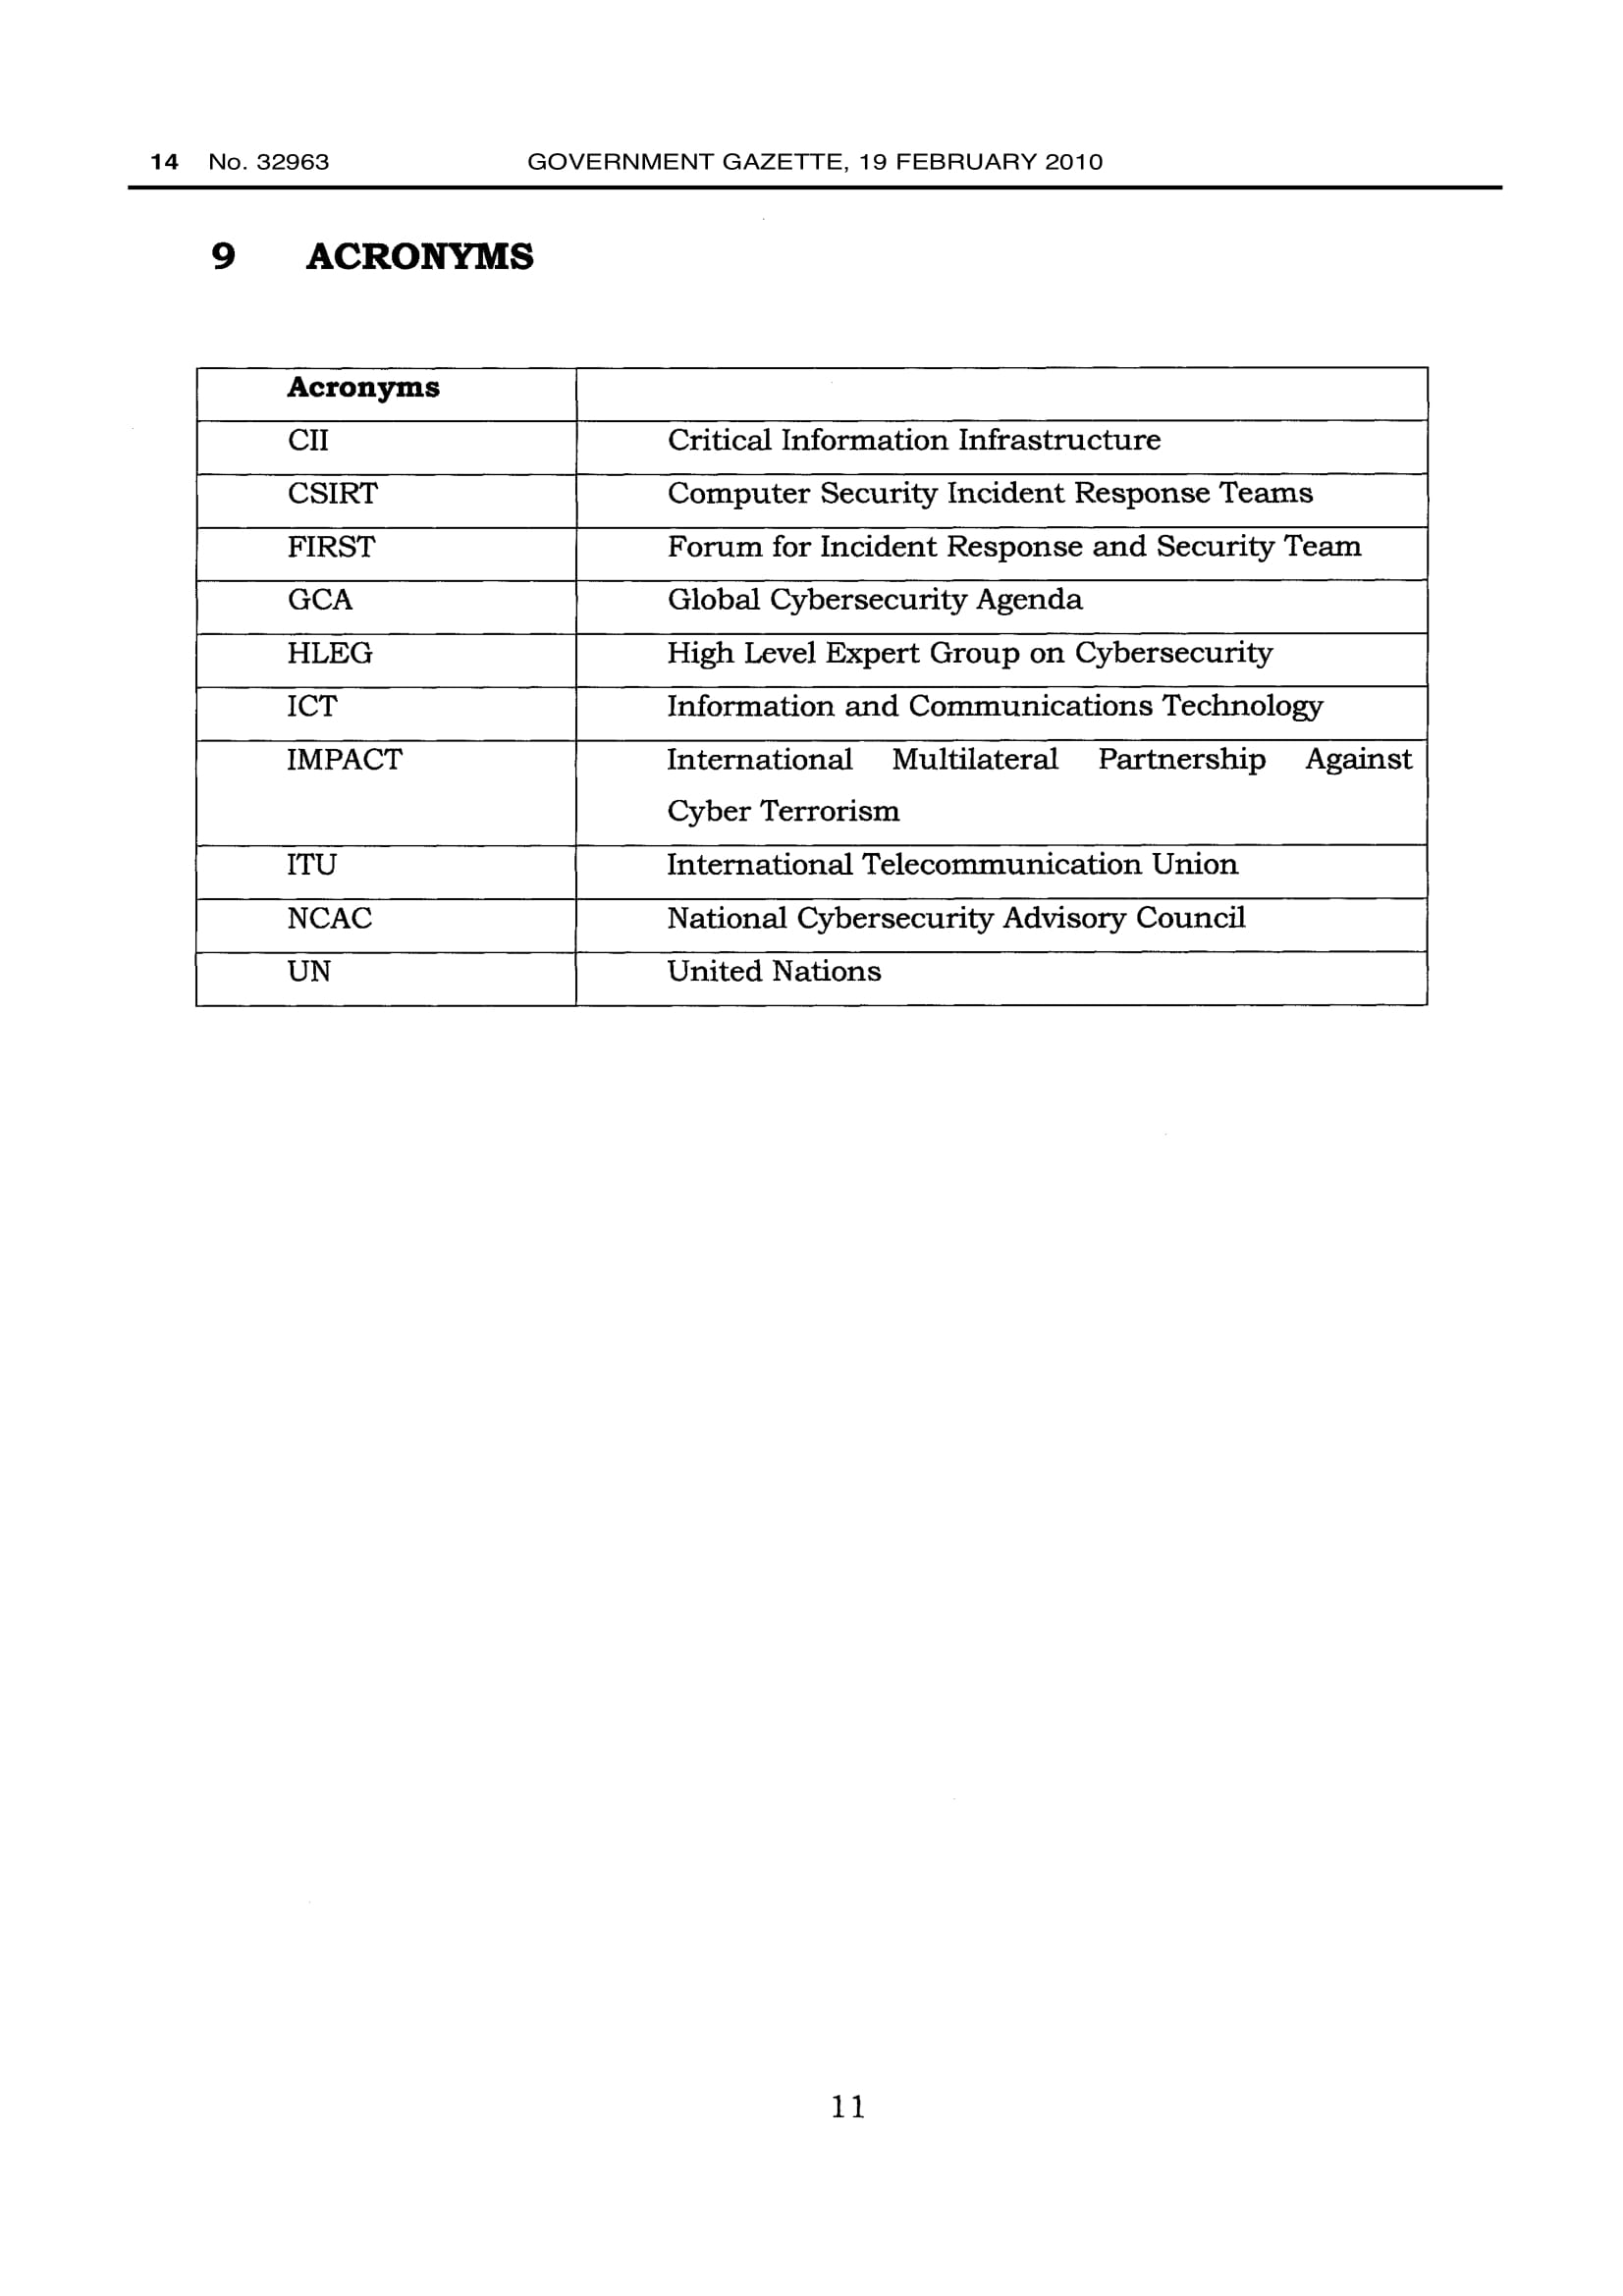 14 No. 32963 GOVERNMENT GAZETTE, 19 FEBRUARY 2010
9 ACRONYMS
Acronyms
CII Critical Information Infrastructure
CSIRT Computer Security Incident Response Teams
FIRST Forum for Incident Response and Security Team
GCA Global Cybersecurity Agenda
HLEG High Level Expert Group on Cybersecurity
ICT Information and Communications Technology
IMPACT International Multilateral Partnership Against
Cyber Terrorism
ITU International Telecommunication Union
NCAC National Cybersecurity Advisory Council
UN United Nations
11